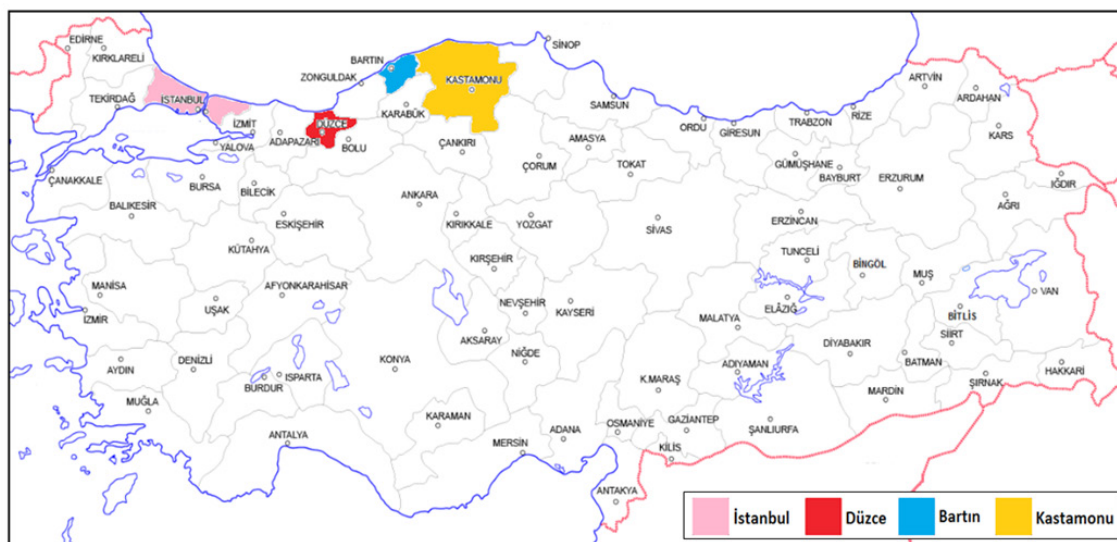 EDİRNE
KIRKLARELİ
TEKİRDAĞ
İSTANBUL
İZMİT
YALOVA
ADAPAZARI
DÜZCE
BOLU
ZONGULDAK
BARTIN
KARABÜK
KASTAMONU
SİNOP
ÇANKIRI
SAMSUN
AMASYA
ÇORUM
TOKAT
ORDU
GİRESUN
TRABZON
RİZE
ARTVİN
ARDAHAN
KARS
GÜMÜŞHANE
BAYBURT
ERZURUM
IĞDIR
AĞRI
ÇANAKKALE
BALIKESİR
BURSA
BİLECİK
ESKİŞEHİR
ANKARA
KIRIKKALE
YOZGAT
SİVAS
ERZİNCAN
TUNCELİ
BİNGÖL
MUŞ
VAN
KÜTAHYA
KIRŞEHİR
MANİSA
UŞAK
AFYONKARAHİSAR
NEVŞEHİR
KAYSERİ
MALATYA
ELÂZIĞ
BİTLİS
SİİRT
İZMİR
AKSARAY
NİĞDE
DİYABAKIR
BATMAN
AYDIN
DENİZLİ
BURDUR
ISPARTA
KONYA
K.MARAŞ
ADIYAMAN
MARDİN
ŞIRNAK
HAKKARİ
MUĞLA
ANTALYA
KARAMAN
MERSİN
ADANA
OSMANİYE
GAZİANTEP
KİLİS
ŞANLIURFA
ANTAKYA
İstanbul
Düzce
Bartın
Kastamonu